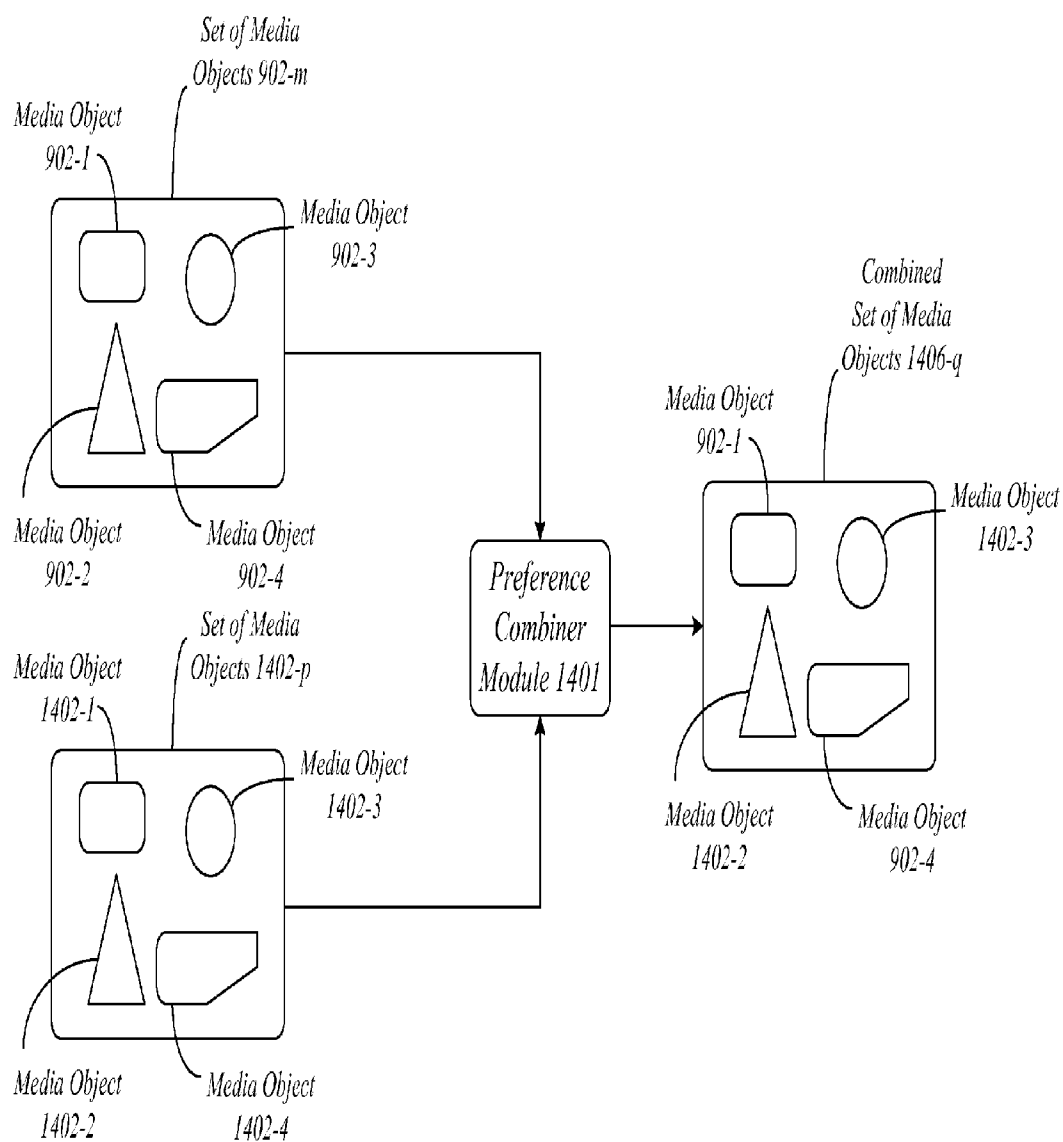 Set of Media
Objects 902-m
Media Object
902-1
Media Object
902-3
Media Object
902-2
Media Object
902-4
Set of Media
Objects 1402-p
Media Object
1402-1
Media Object
1402-3
Media Object
1402-2
Media Object
1402-4
Preference
Combiner
Module 1401
Combined
Set of Media
Objects 1406-q
Media Object
902-1
Media Object
1402-3
Media Object
1402-2
Media Object
902-4